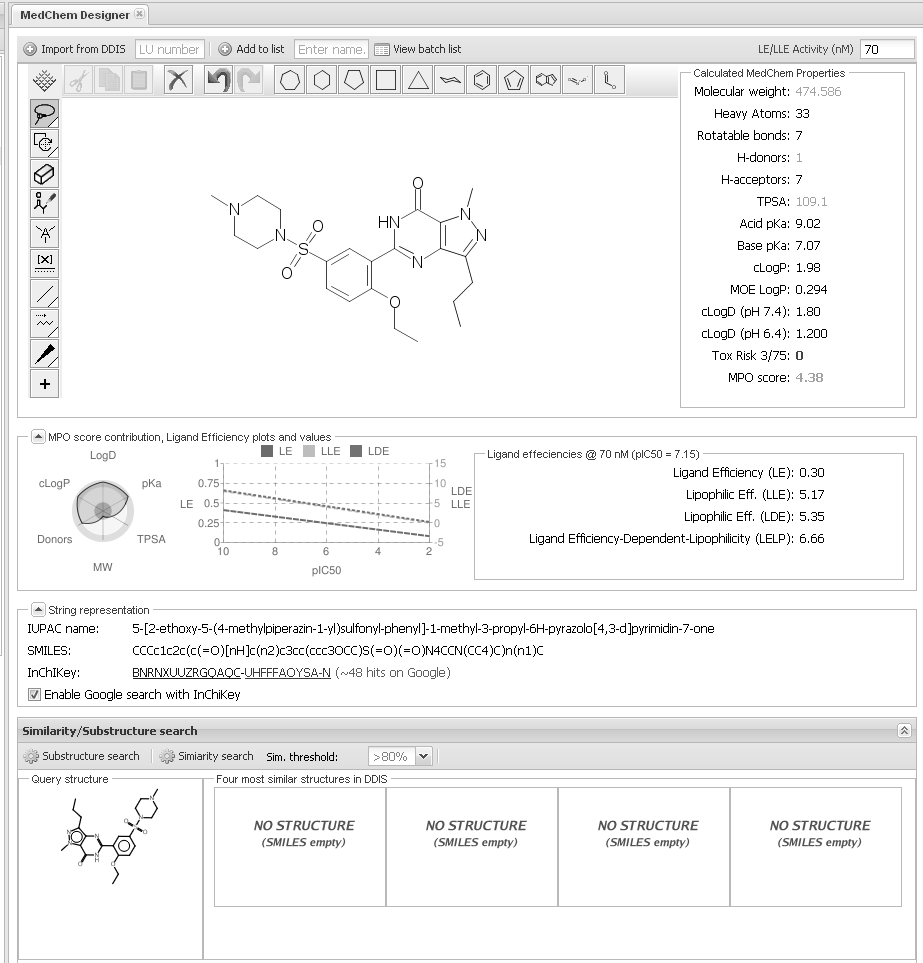 MedChem Designer
Import from DDIS LU number Add to list Enter name. View batch list LE/LLE Activity (nM) 70
Calculated MedChem Properties
Molecular weight: 474.586
Heavy Atoms: 33
Rotatable bonds: 7
H-donors: 1
H-acceptors: 7
TPSA: 109.1
Acid pKa: 9.02
Base pKa: 7.07
cLogP: 1.98
MOE LogP: 0.294
cLogD (pH 7.4): 1.80
cLogD (pH 6.4): 1.200
Tox Risk 3/75: 0
MPO score: 4.38
[x]
+
O
N
HN
N
N
O
N
S
N
O
O
MPO score contribution, Ligand Efficiency plots and values
LogD
cLogP
pKa
Donors
TPSA
MW
LE LLE LDE
1
0.75
0.5
0.25
0
LE
15
10
5
0
-5
LDE
LLE
10 8 6 4 2
pIC50
Ligand effeciencies @ 70 nM (pIC50 = 7.15)
Ligand Efficiency (LE): 0.30
Lipophilic Eff. (LLE): 5.17
Lipophilic Eff. (LDE): 5.35
Ligand Efficiency-Dependent-Lipophilicity (LELP): 6.66
String representation
IUPAC name: 5-[2-ethoxy-5-(4-methylpiperazin-1-yl)sulfonyl-phenyl]-1-methyl-3-propyl-6H-pyrazolo[4,3-d]pyrimidin-7-one
SMILES: CCCc1c2c(c(=O)[nH]c(n2)c3cc(ccc3OCC)S(=O)(=O)N4CCN(CC4)C)n(n1)C
InChIKey: BNRNXUUZRGQAQC-UHFFFAOYSA-N (~48 hits on Google)
Enable Google search with InChiKey
Similarity/Substructure search
Substructure search Simiarity search Sim. threshold: >80%
Query structure
Four most similar structures in DDIS
NO STRUCTURE NO STRUCTURE NO STRUCTURE NO STRUCTURE
(SMILES empty) (SMILES empty) (SMILES empty) (SMILES empty)